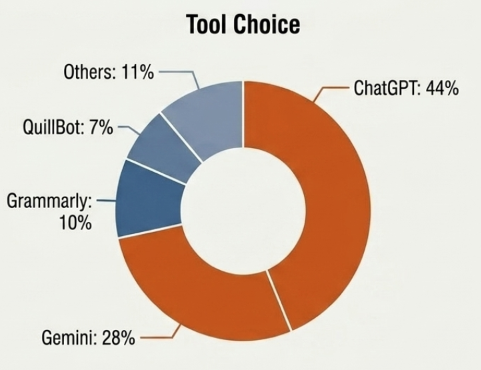 Tool Choice
Others: 11%
ChatGPT: 44%
QuillBot: 7%
Grammarly:
10%
Gemini: 28%